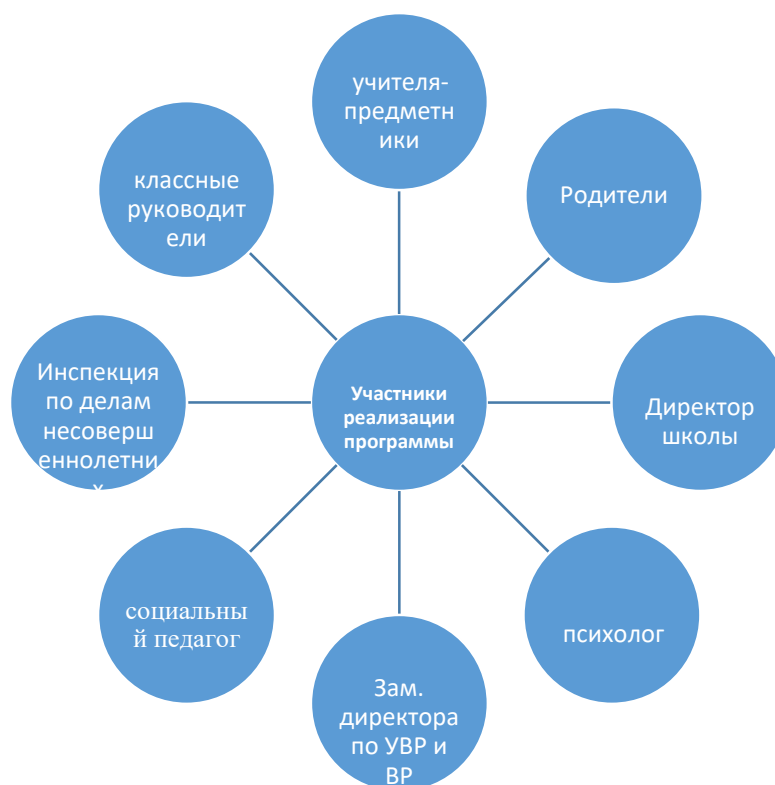 учителя-
предметн
ики
Родители
классные
руководит
ели
Инспекция
по делам
несоверш
еннолетни
х
Участники
реализации
программы
Директор
школы
социальны
й педагог
психолог
Зам.
директора
по УВР и
ВР